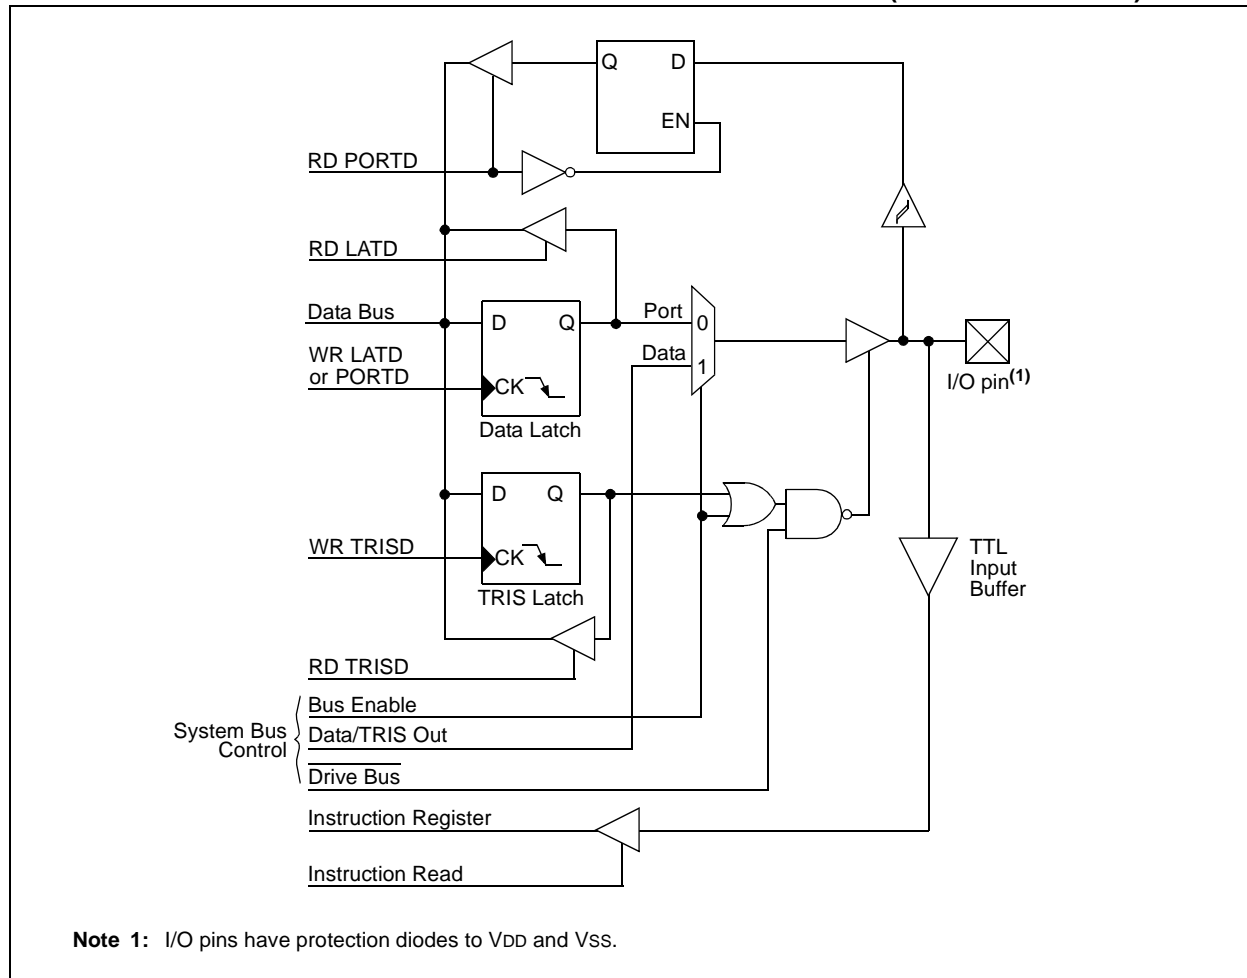 Q D
EN
RD PORTD
RD LATD
Data Bus
D Q
Port 0
WR LATD
or PORTD
Data 1
CK
I/O pin(1)
Data Latch
D Q
WR TRISD
CK
TTL
Input
Buffer
TRIS Latch
RD TRISD
System Bus
Control
Bus Enable
Data/TRIS Out
Drive Bus
Instruction Register
Instruction Read
Note 1: I/O pins have protection diodes to VDD and VSS.